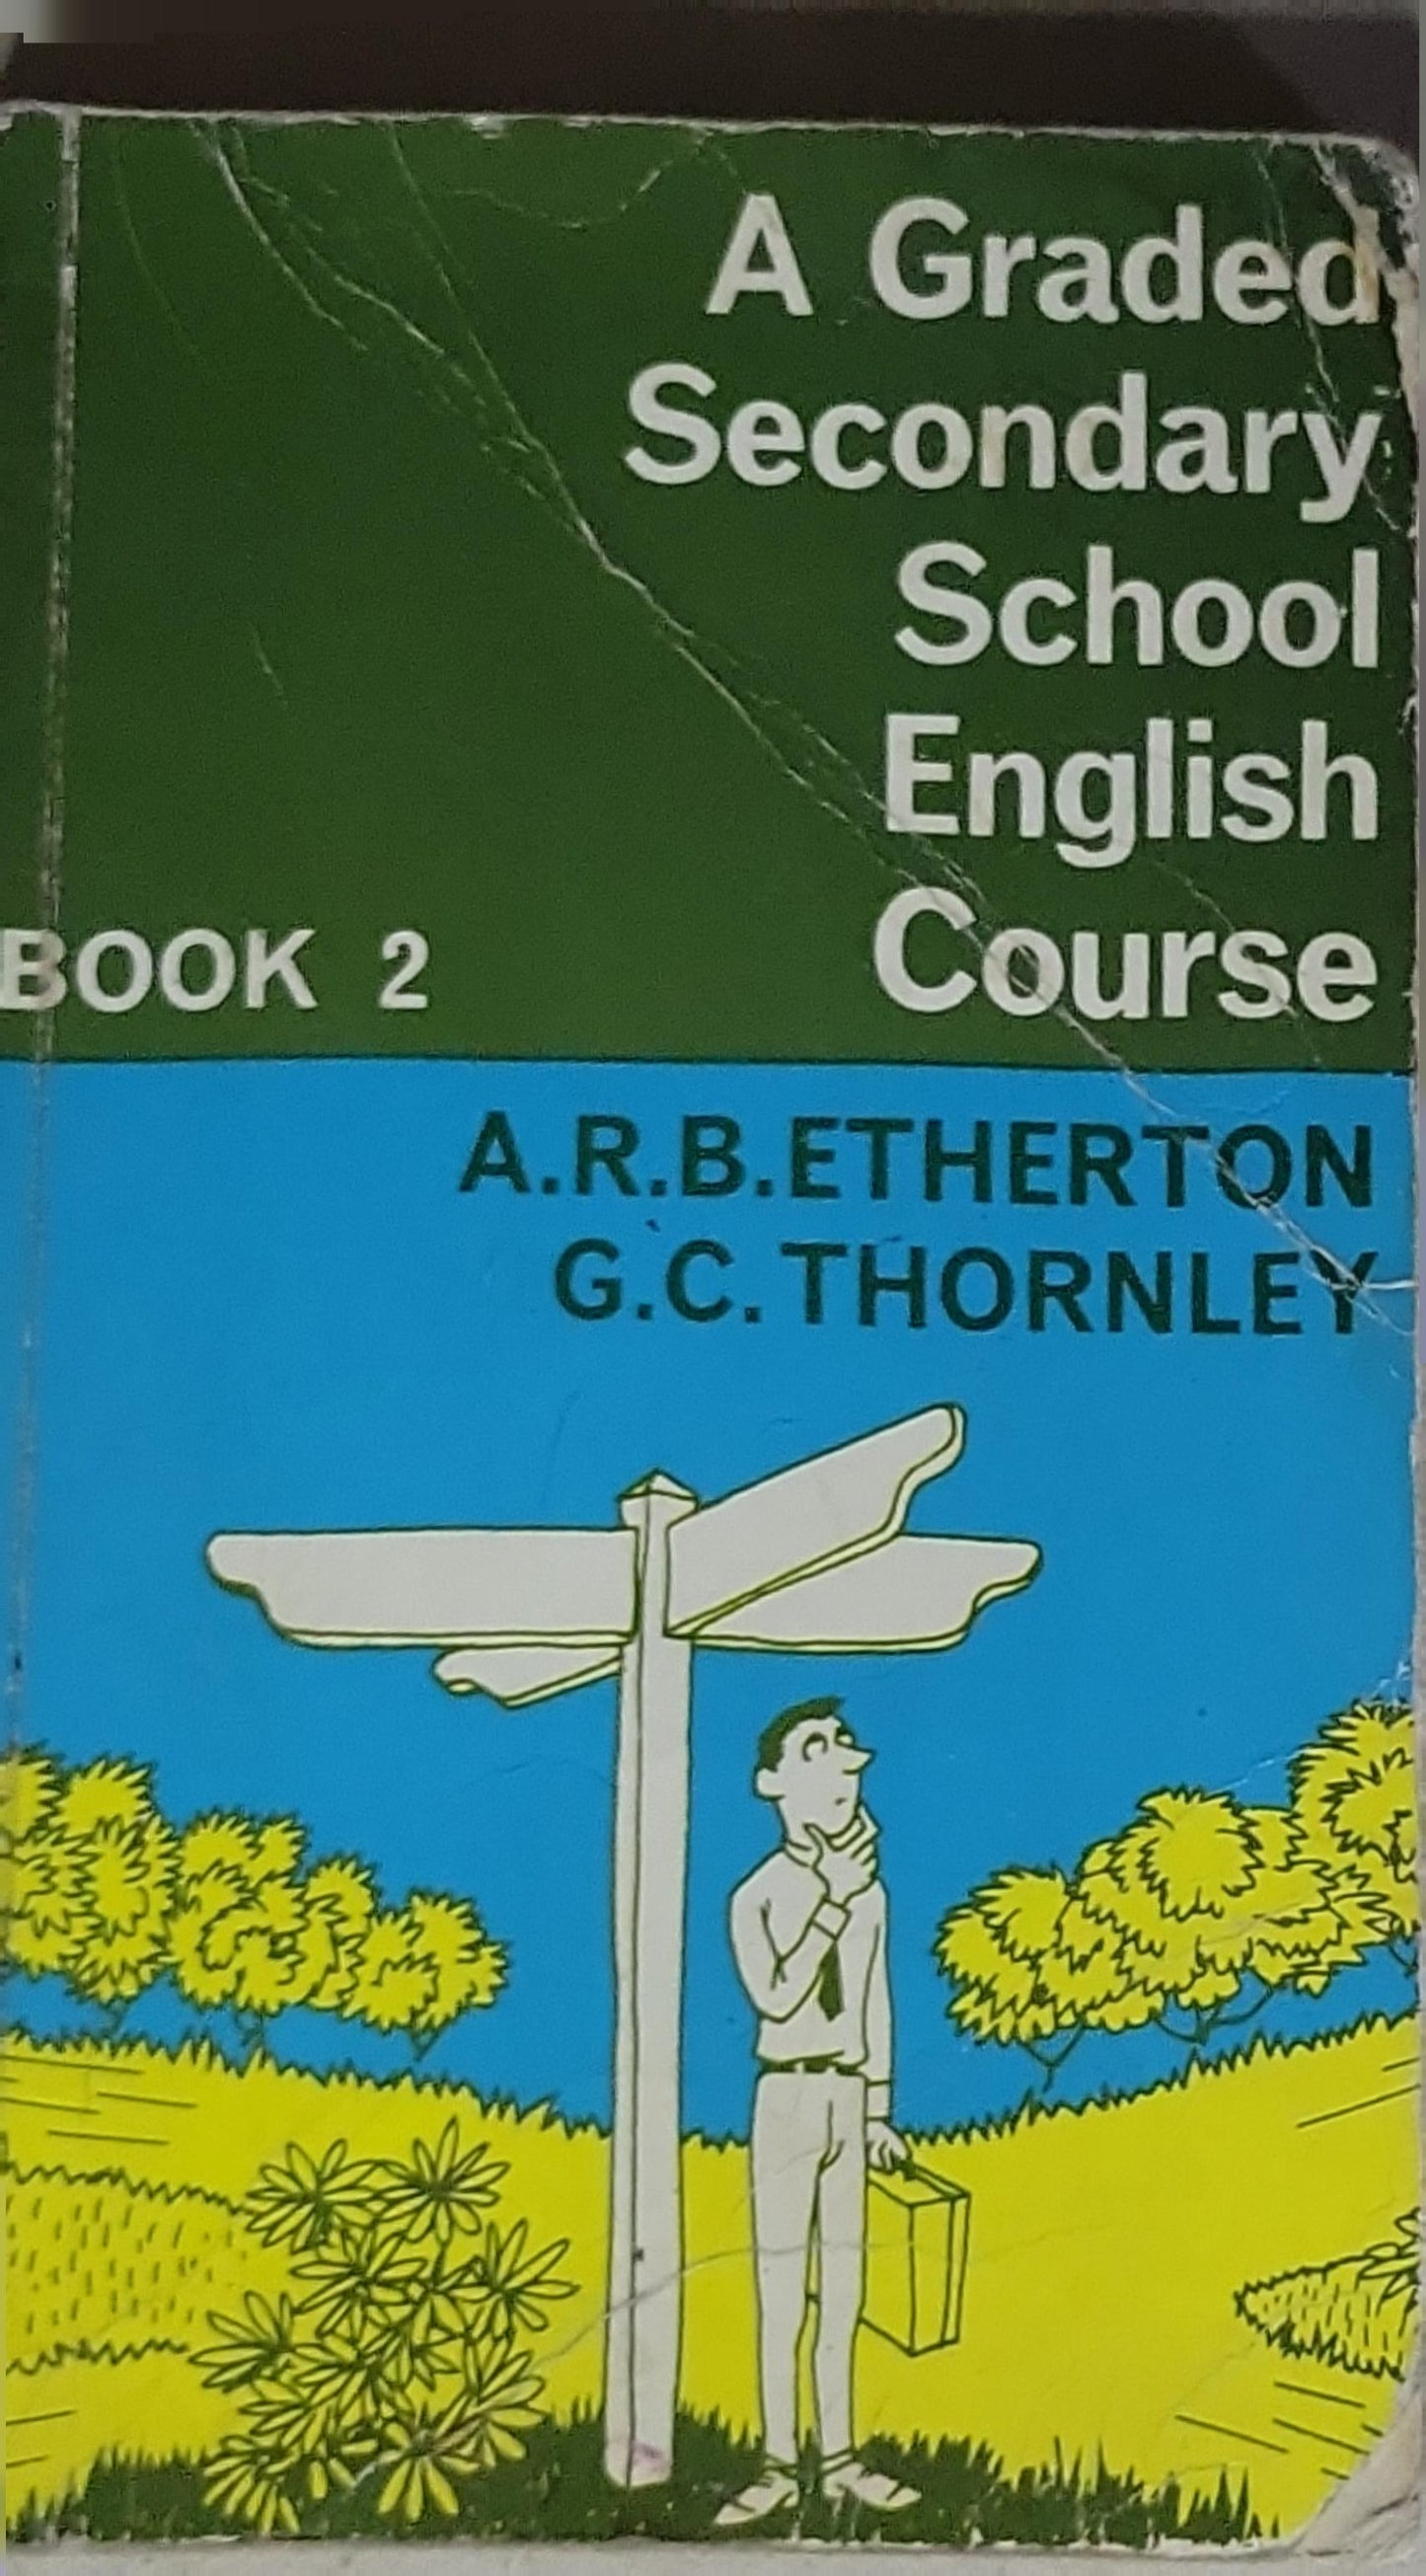 A Graded
Secondary
School
English
Course
BOOK 2
A.R.B.ETHERTON
G.C.THORNLEY